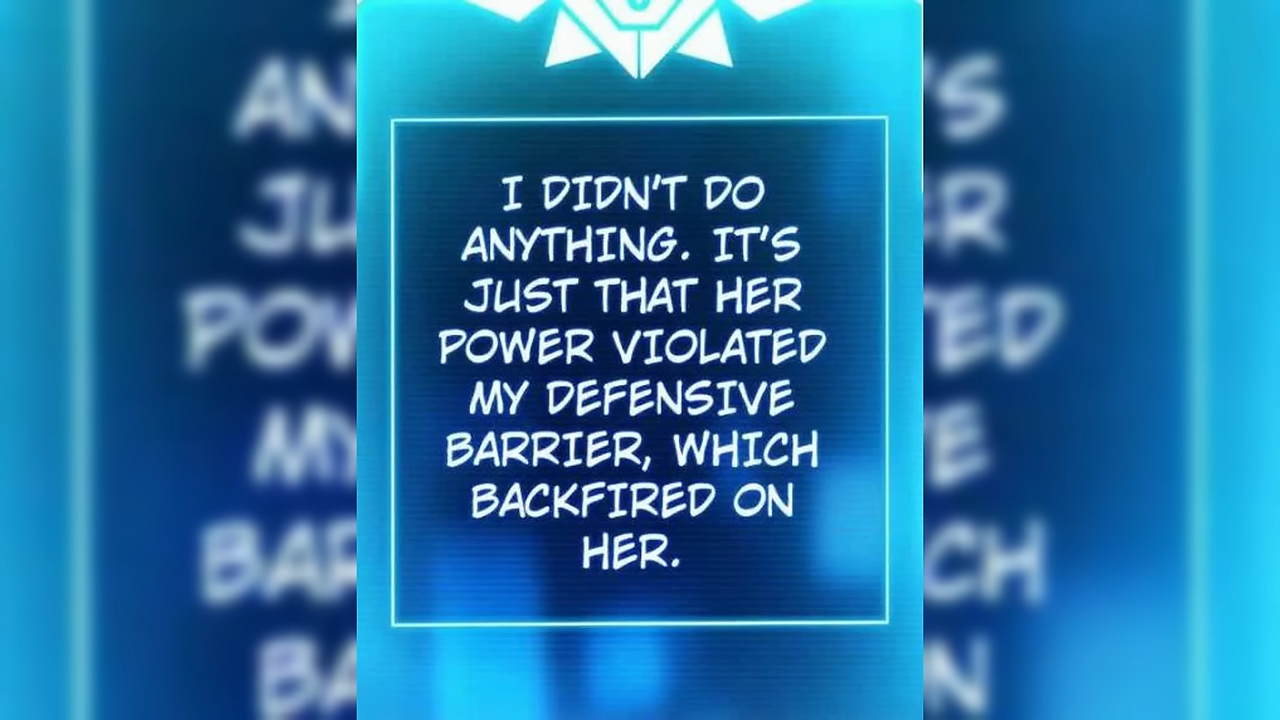 I DIDN'T DO
ANYTHING. IT'S
JUST THAT HER
POWER VIOLATED
MY DEFENSIVE
BARRIER, WHICH
BACKFIRED ON
HER.